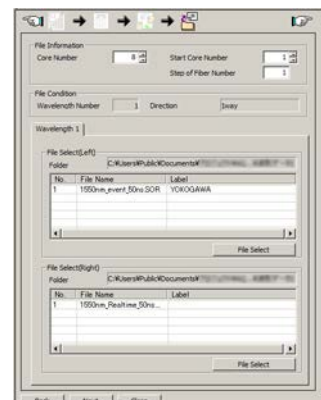 File Information
Core Number 8 Start Core Number 1
Step of Fiber Number 1
File Condition
Wavelength Number 1 Direction 1way
Wavelength 1
File Select(Left)
Folder C:¥Users¥Public¥Documents¥
No. File Name Label
1 1550nm_event_50ns.SOR YOKOGAWA
File Select
File Select(Right)
Folder C:¥Users¥Public¥Documents¥
No. File Name Label
1 1550nm_Realtime_50ns...
File Select